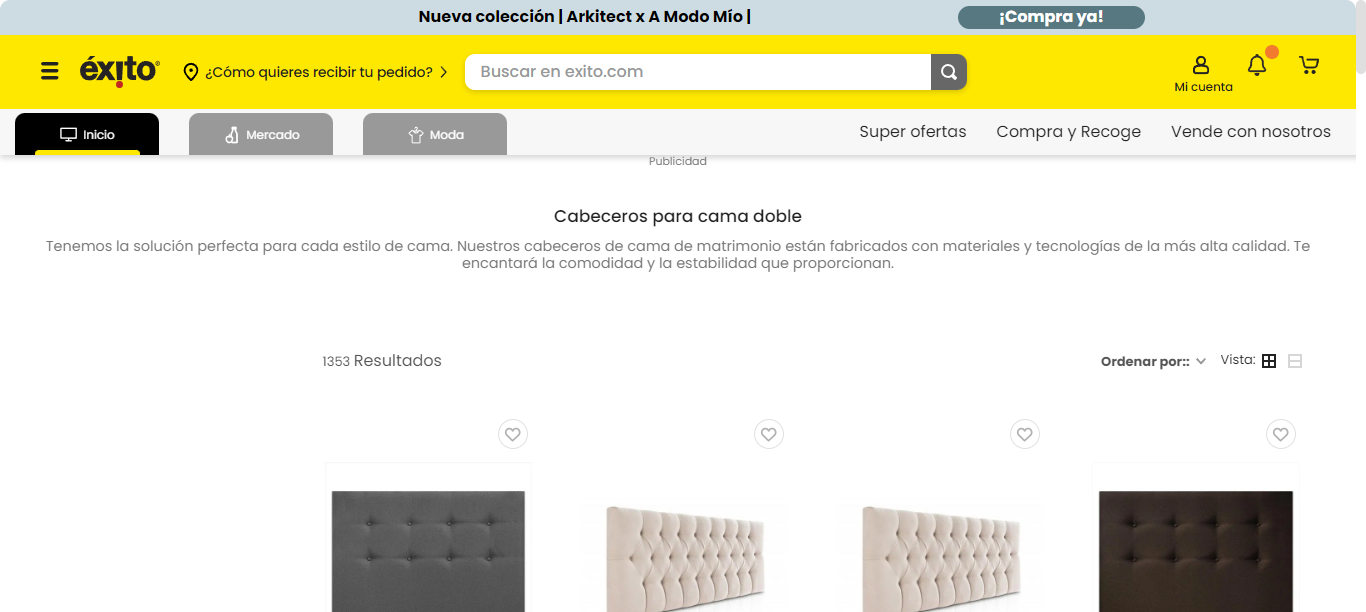 Nueva colección | Arkitect x A Modo Mío |
¡Compra ya!
éxito
¿Cómo quieres recibir tu pedido?
Buscar en exito.com
Mi cuenta
Inicio
Mercado
Moda
Super ofertas
Compra y Recoge
Vende con nosotros
Publicidad
Cabeceros para cama doble
Tenemos la solución perfecta para cada estilo de cama. Nuestros cabeceros de cama de matrimonio están fabricados con materiales y tecnologías de la más alta calidad. Te
encantará la comodidad y la estabilidad que proporcionan.
1353 Resultados
Ordenar por::
Vista: